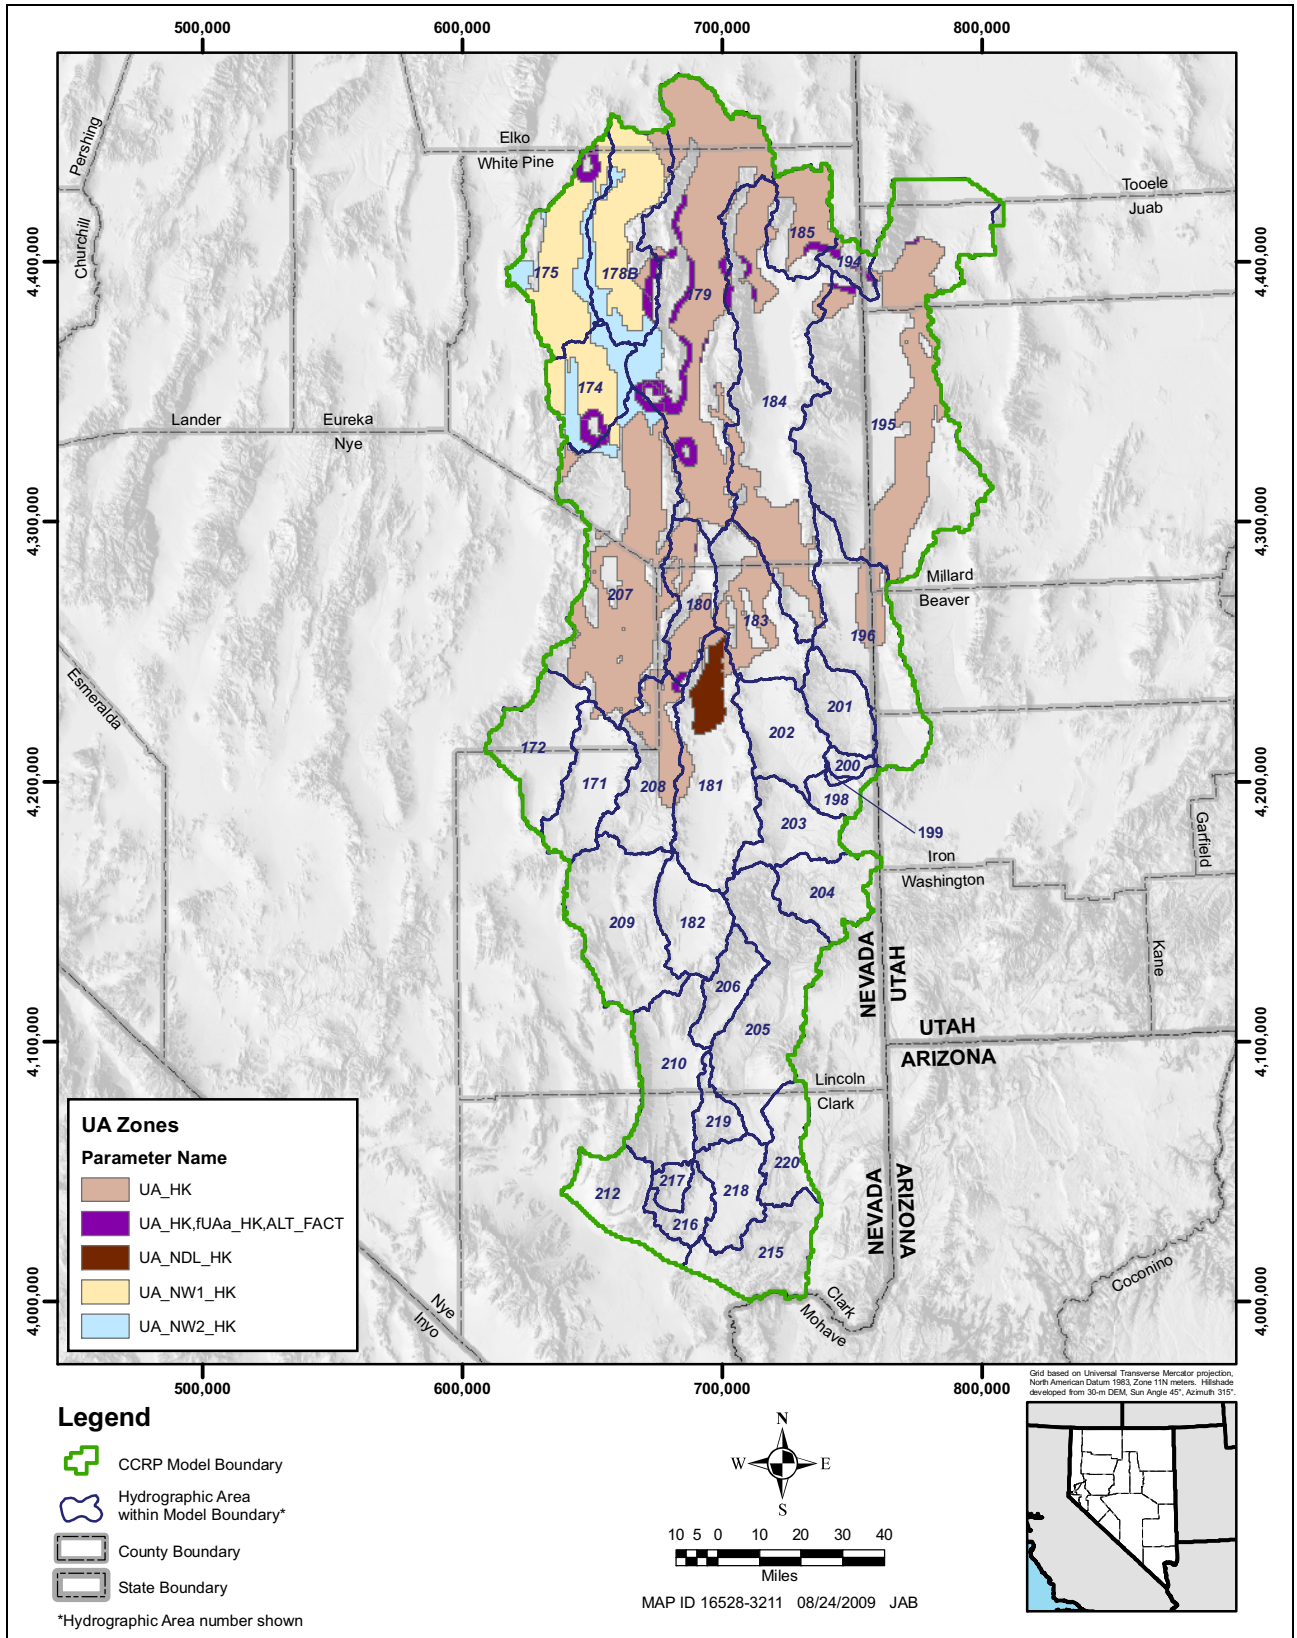 500,000
600,000
700,000
800,000
Elko
White Pine
Pershing
Churchill
Tooele
Juab
4,400,000
4,400,000
185
194
175
178B
179
174
184
195
Lander
Eureka
Nye
4,300,000
4,300,000
Millard
Beaver
207
180
183
196
Esmeralda
201
202
172
200
171
208
181
198
4,200,000
4,200,000
203
199
Garfield
Iron
Washington
204
209
182
Kane
NEVADA
UTAH
206
205
UTAH
ARIZONA
4,100,000
4,100,000
210
Lincoln
Clark
219
220
217
218
212
216
215
NEVADA
ARIZONA
Coconino
Clark
Mohave
Nye
Inyo
4,000,000
4,000,000
UA Zones
Parameter Name
UA_HK
UA_HK,fUAa_HK,ALT_FACT
UA_NDL_HK
UA_NW1_HK
UA_NW2_HK
500,000
600,000
700,000
800,000
Grid based on Universal Transverse Mercator projection,
North American Datum 1983, Zone 11N meters. Hillshade
developed from 30-m DEM, Sun Angle 45°, Azimuth 315°.
Legend
CCRP Model Boundary
Hydrographic Area
within Model Boundary*
County Boundary
State Boundary
*Hydrographic Area number shown
N
W
E
S
10 5 0 10 20 30 40
Miles
MAP ID 16528-3211 08/24/2009 JAB